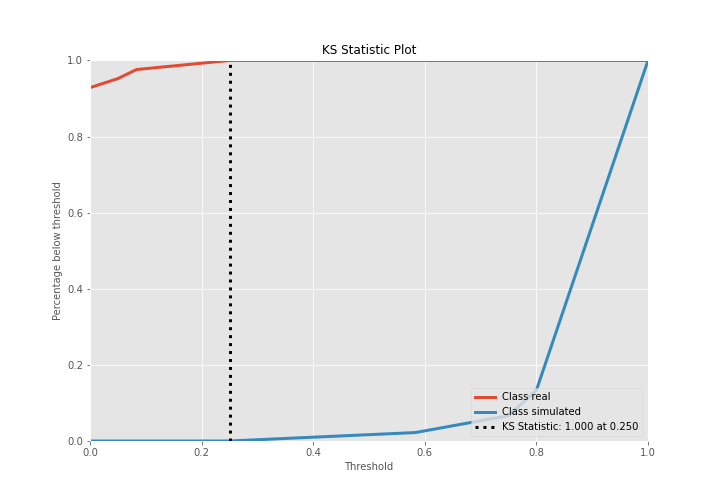 KS Statistic Plot
1.0
0.8
0.6
0.4
0.2
0.0
Percentage below threshold
0.0 0.2 0.4 0.6 0.8 1.0
Threshold
Class real
Class simulated
KS Statistic: 1.000 at 0.250